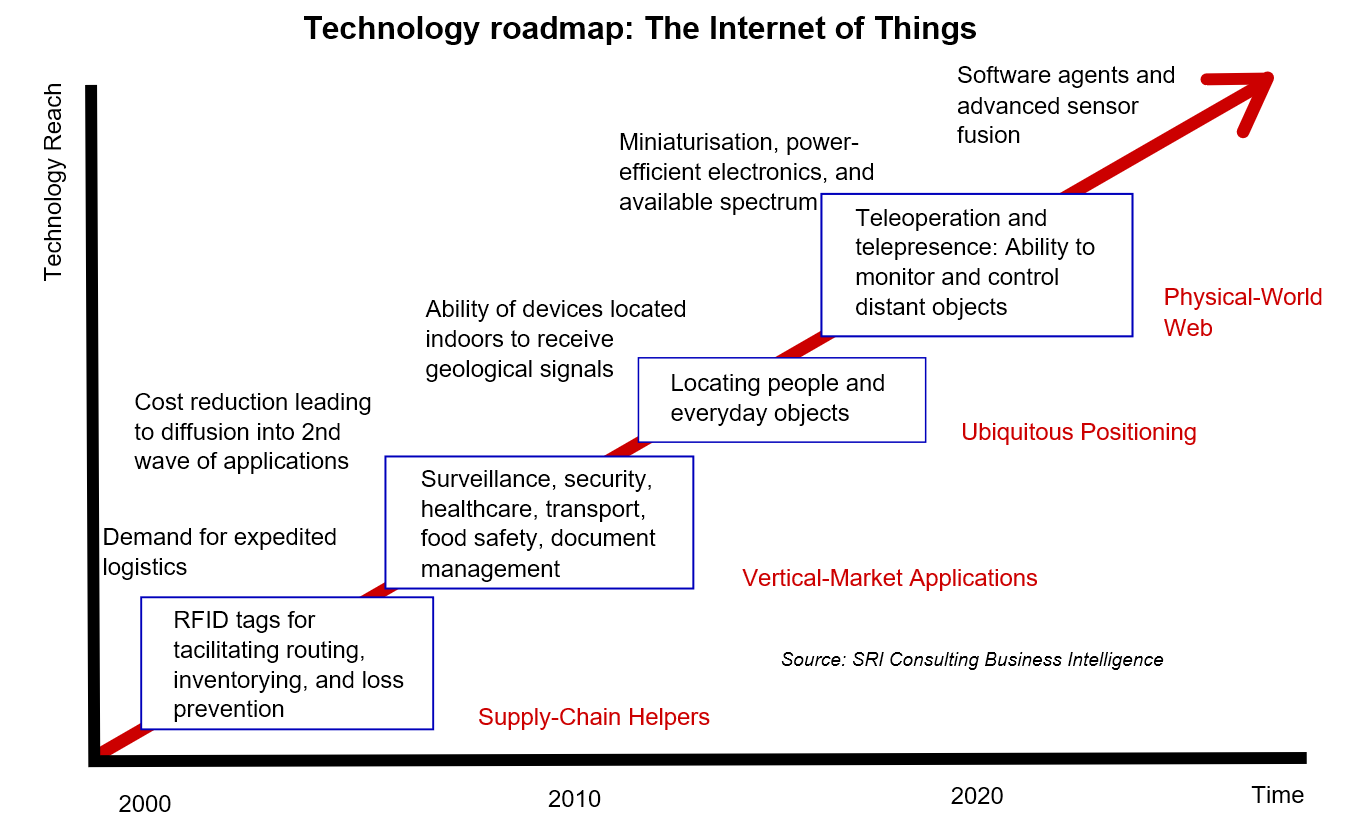 Technology roadmap: The Internet of Things
Technology Reach
Software agents and
advanced sensor
fusion
Miniaturisation, power-
efficient electronics, and
available spectrum
Teleoperation and
telepresence: Ability to
monitor and control
distant objects
Physical-World
Web
Ability of devices located
indoors to receive
geological signals
Locating people and
everyday objects
Ubiquitous Positioning
Cost reduction leading
to diffusion into 2nd
wave of applications
Surveillance, security,
healthcare, transport,
food safety, document
management
Vertical-Market Applications
Demand for expedited
logistics
RFID tags for
tacilitating routing,
inventorying, and loss
prevention
Supply-Chain Helpers
Source: SRI Consulting Business Intelligence
2000
2010
2020
Time